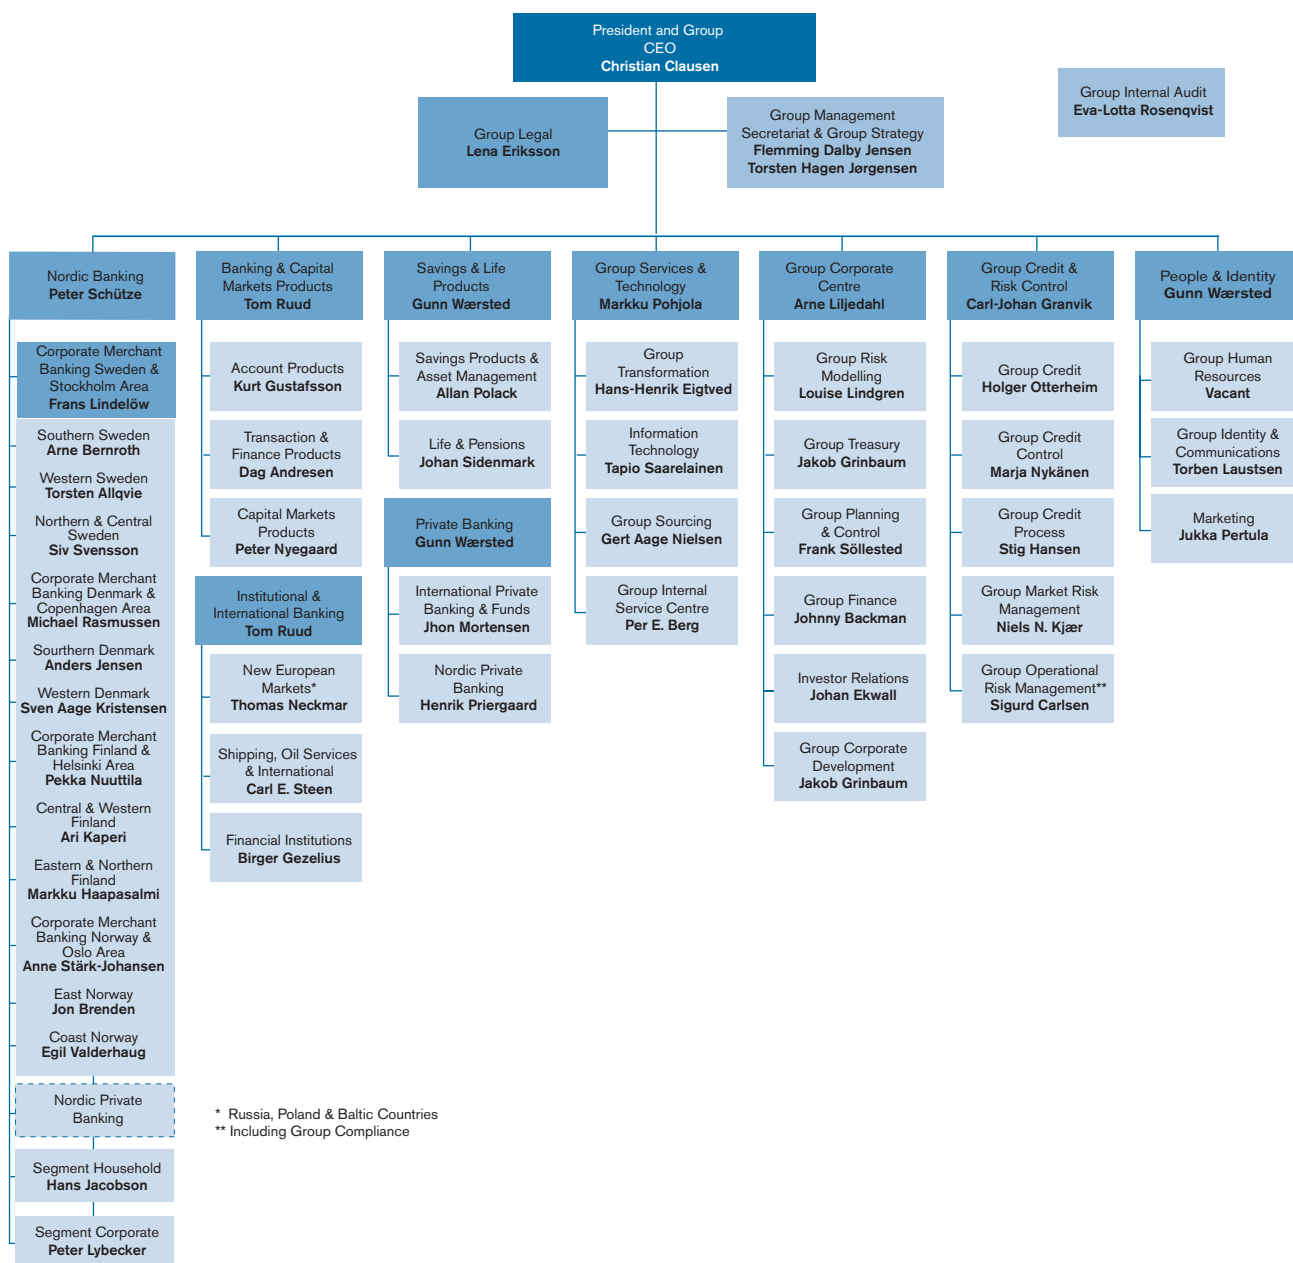 President and Group
CEO
Christian Clausen
Group Internal Audit
Eva-Lotta Rosenqvist
Group Legal
Lena Eriksson
Group Management
Secretariat & Group Strategy
Flemming Dalby Jensen
Torsten Hagen Jørgensen
Nordic Banking
Peter Schütze
Corporate Merchant
Banking Sweden &
Stockholm Area
Frans Lindelöw
Southern Sweden
Arne Bernroth
Western Sweden
Torsten Allqvie
Northern & Central
Sweden
Siv Svensson
Corporate Merchant
Banking Denmark &
Copenhagen Area
Michael Rasmussen
Sourthern Denmark
Anders Jensen
Western Denmark
Sven Aage Kristensen
Corporate Merchant
Banking Finland &
Helsinki Area
Pekka Nuuttila
Central & Western
Finland
Ari Kaperi
Eastern & Northern
Finland
Markku Haapasalmi
Corporate Merchant
Banking Norway &
Oslo Area
Anne Stärk-Johansen
East Norway
Jon Brenden
Coast Norway
Egil Valderhaug
Nordic Private
Banking
Segment Household
Hans Jacobson
Segment Corporate
Peter Lybecker
Banking & Capital
Markets Products
Tom Ruud
Account Products
Kurt Gustafsson
Transaction &
Finance Products
Dag Andresen
Capital Markets
Products
Peter Nyegaard
Institutional &
International Banking
Tom Ruud
New European
Markets*
Thomas Neckmar
Shipping, Oil Services
& International
Carl E. Steen
Financial Institutions
Birger Gezelius
Savings & Life
Products
Gunn Wærsted
Savings Products &
Asset Management
Allan Polack
Life & Pensions
Johan Sidenmark
Private Banking
Gunn Wærsted
International Private
Banking & Funds
Jhon Mortensen
Nordic Private
Banking
Henrik Priergaard
Group Services &
Technology
Markku Pohjola
Group
Transformation
Hans-Henrik Eigtved
Information
Technology
Tapio Saarelainen
Group Sourcing
Gert Aage Nielsen
Group Internal
Service Centre
Per E. Berg
Group Corporate
Centre
Arne Liljedahl
Group Risk
Modelling
Louise Lindgren
Group Treasury
Jakob Grinbaum
Group Planning
& Control
Frank Söllested
Group Finance
Johnny Backman
Investor Relations
Johan Ekwall
Group Corporate
Development
Jakob Grinbaum
Group Credit &
Risk Control
Carl-Johan Granvik
Group Credit
Holger Otterheim
Group Credit
Control
Marja Nykänen
Group Credit
Process
Stig Hansen
Group Market Risk
Management
Niels N. Kjær
Group Operational
Risk Management**
Sigurd Carlsen
People & Identity
Gunn Wærsted
Group Human
Resources
Vacant
Group Identity &
Communications
Torben Laustsen
Marketing
Jukka Pertula
* Russia, Poland & Baltic Countries
** Including Group Compliance